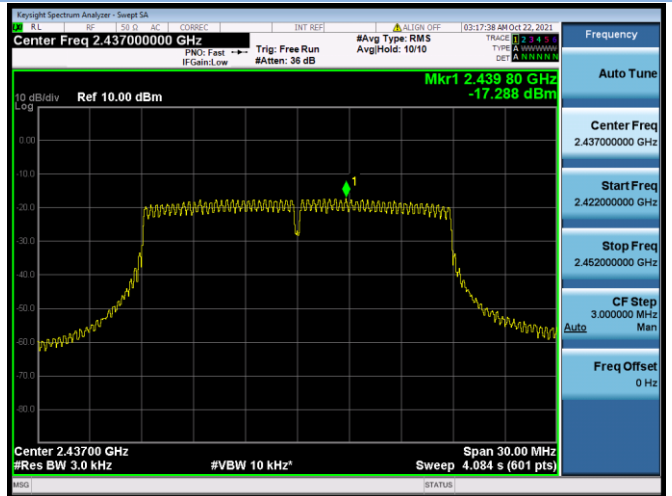 Keysight Spectrum Analyzer - Swept SA
RL RF 50 Ω AC CORREC INT REF ALIGN OFF 03:17:38 AM Oct 22, 2021
Center Freq 2.437000000 GHz
PNO: Fast
IFGain:Low
Trig: Free Run
#Atten: 36 dB
#Avg Type: RMS
Avg|Hold: 10/10
TRACE 1 2 3 4 5 6
TYPE A WWWWW
DET A N N N N N
Mkr1 2.439 80 GHz
-17.288 dBm
10 dB/div Ref 10.00 dBm
Log
0.00
-10.0
-20.0
-30.0
-40.0
-50.0
-60.0
-70.0
-80.0
1
Center 2.43700 GHz
Span 30.00 MHz
#Res BW 3.0 kHz
#VBW 10 kHz*
Sweep 4.084 s (601 pts)
MSG
STATUS
Frequency
Auto Tune
Center Freq
2.437000000 GHz
Start Freq
2.422000000 GHz
Stop Freq
2.452000000 GHz
CF Step
3.000000 MHz
Auto Man
Freq Offset
0 Hz